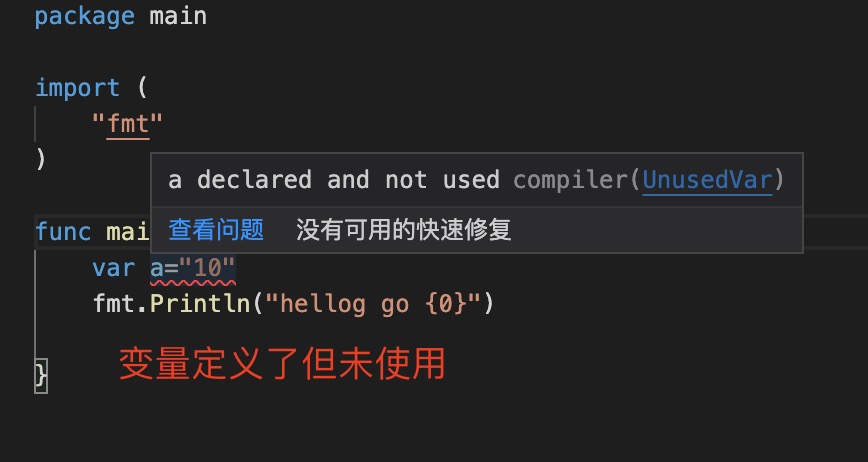 package main
import (
"fmt"
)
a declared and not used compiler(UnusedVar)
查看问题 没有可用的快速修复
func mai
var a="10"
fmt.Println("hellog go {0}")
变量定义了但未使用
}